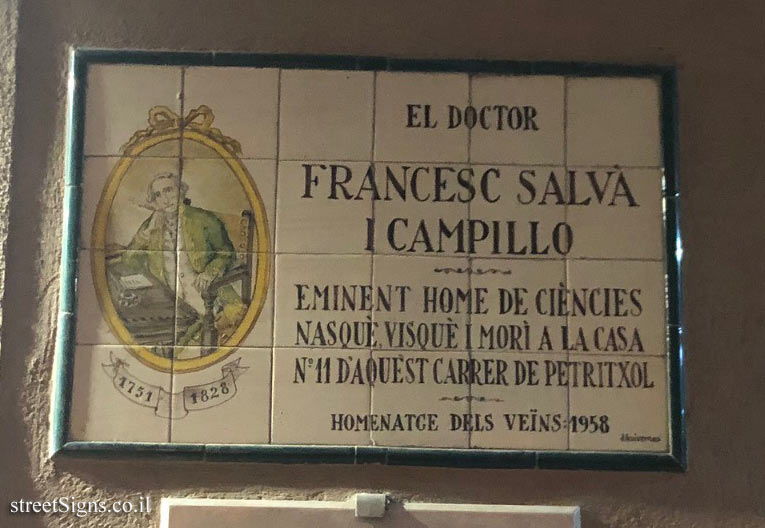 EL DOCTOR
FRANCESC SALVÀ
I CAMPILLO
EMINENT HOME DE CIÈNCIES
NASQUÈ, VISQUÈ I MORÌ A LA CASA
Nº 11 D'AQUÈST CARRER DE PETRITXOL
HOMENATGE DELS VEÏNS: 1958
1751
1828
streetSigns.co.il